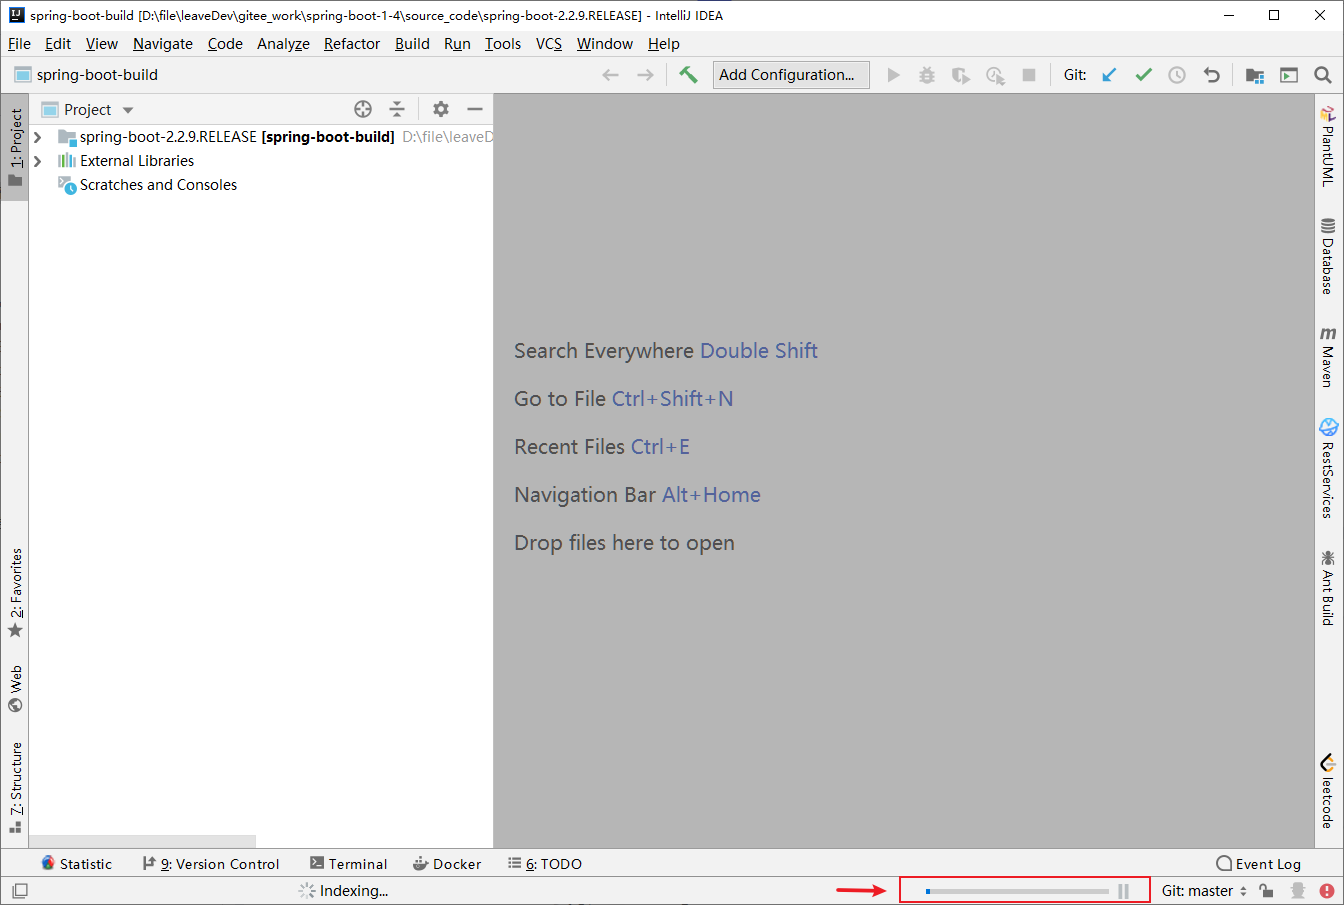 spring-boot-build [D:\file\leaveDev\gitee_work\spring-boot-1-4\source_code\spring-boot-2.2.9.RELEASE] - IntelliJ IDEA
File Edit View Navigate Code Analyze Refactor Build Run Tools VCS Window Help
spring-boot-build
Add Configuration...
Git:
Project
spring-boot-2.2.9.RELEASE [spring-boot-build] D:\file\leaveD
External Libraries
Scratches and Consoles
1: Project
2: Favorites
Web
7: Structure
Search Everywhere Double Shift
Go to File Ctrl+Shift+N
Recent Files Ctrl+E
Navigation Bar Alt+Home
Drop files here to open
PlantUML
Database
m Maven
RestServices
Ant Build
leetcode
Statistic 9: Version Control Terminal Docker 6: TODO Event Log
Indexing... Git: master